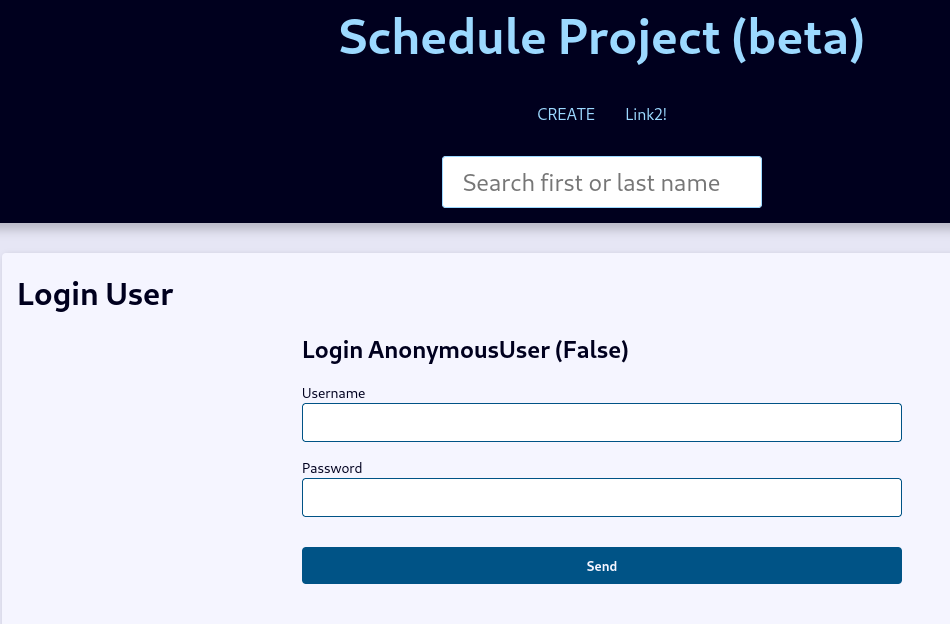 Schedule Project (beta)
CREATE Link2!
Search first or last name
Login User
Login AnonymousUser (False)
Username
Password
Send